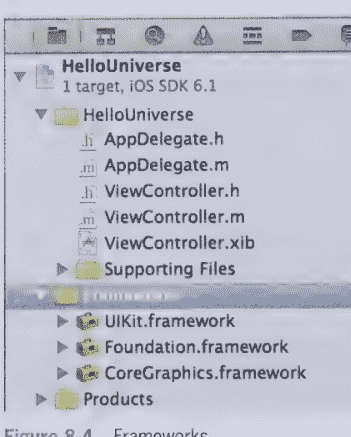 HelloUniverse
1 target, iOS SDK 6.1
HelloUniverse
.h AppDelegate.h
.m AppDelegate.m
.h ViewController.h
.m ViewController.m
ViewController.xib
Supporting Files
UIKit.framework
Foundation.framework
CoreGraphics.framework
Products
Figure 8-4 Frameworks